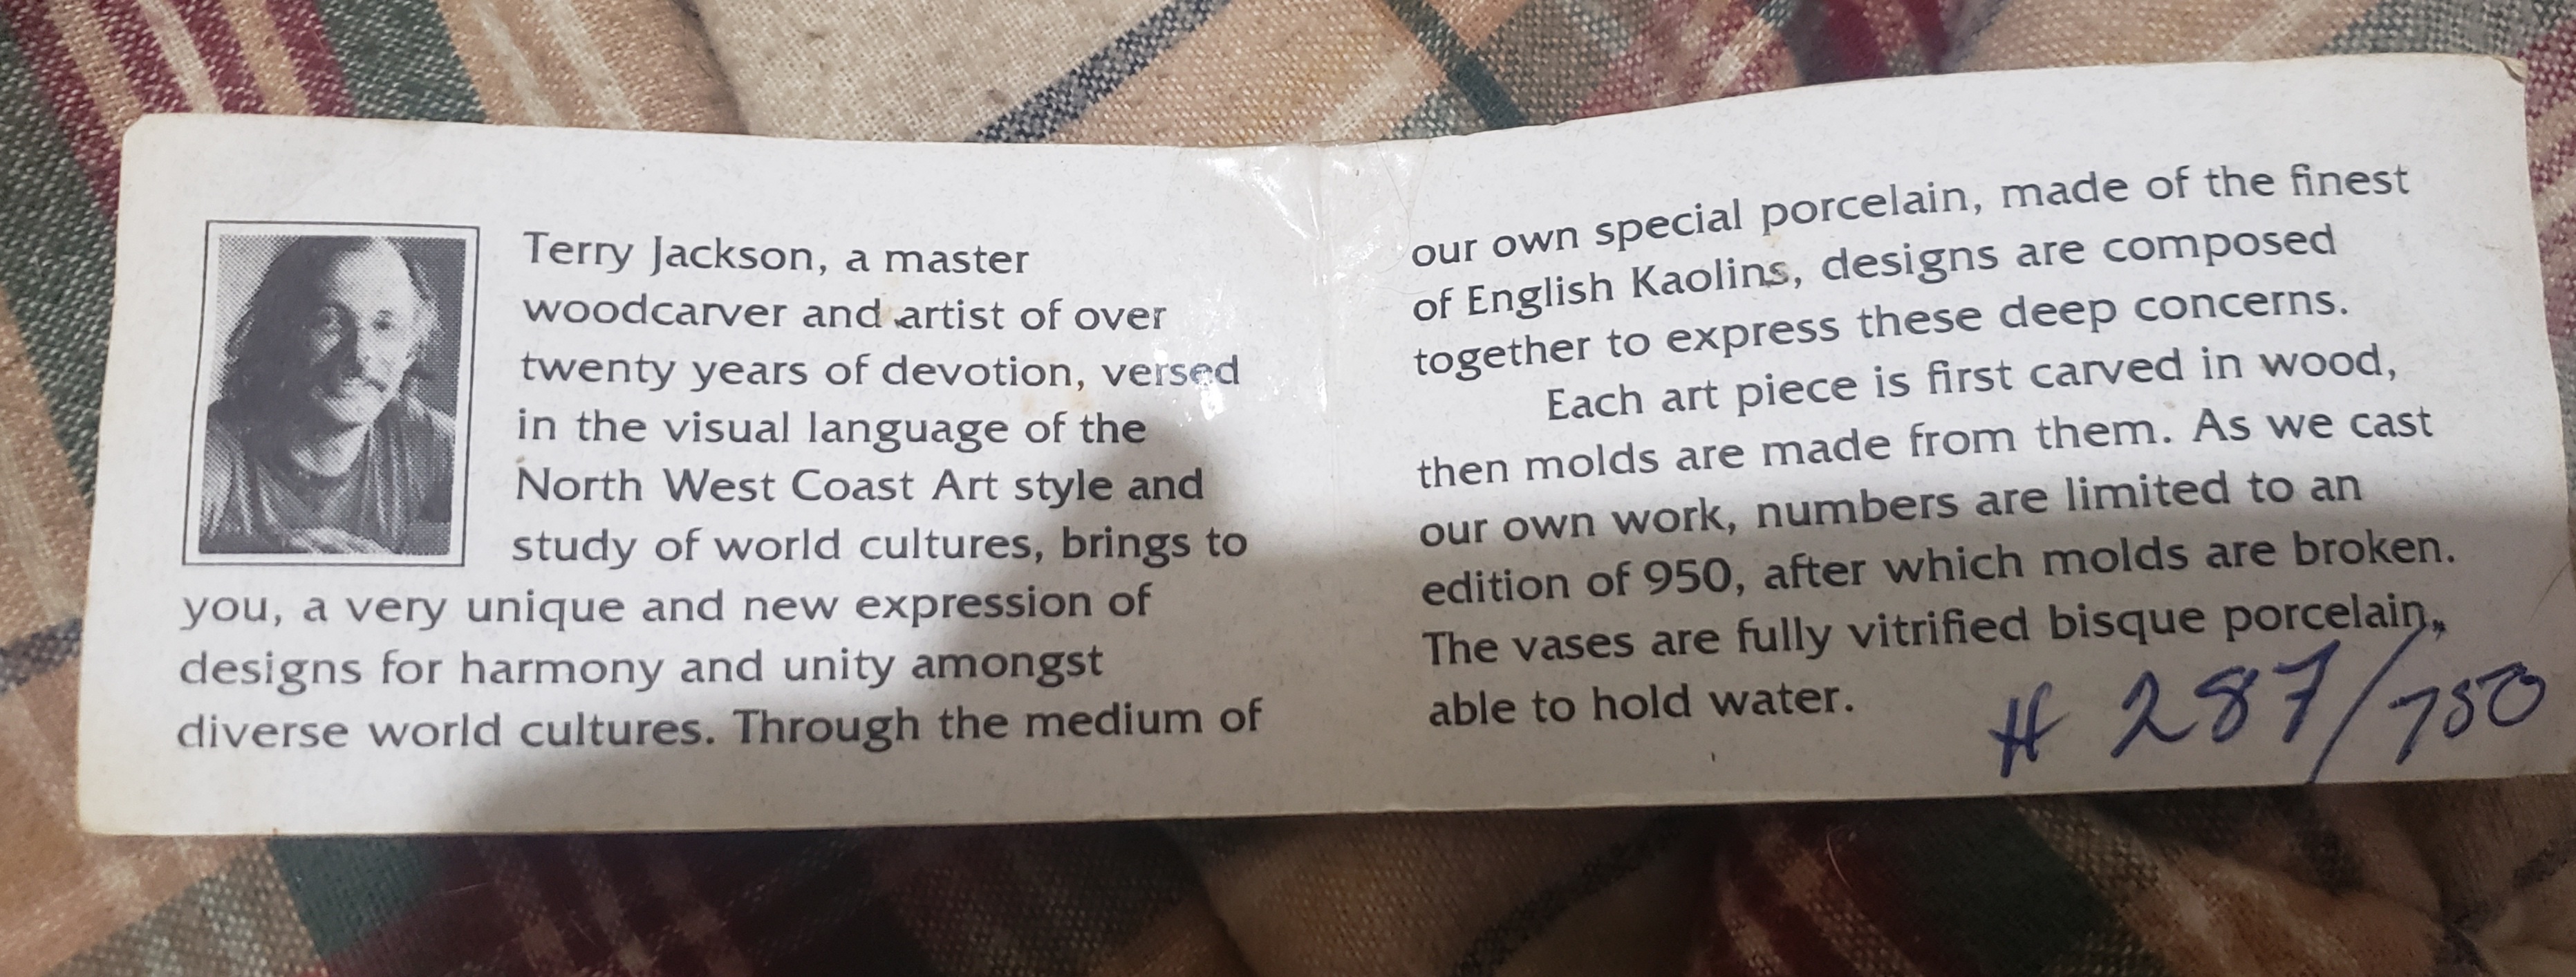 Terry Jackson, a master
woodcarver and artist of over
twenty years of devotion, versed
in the visual language of the
North West Coast Art style and
study of world cultures, brings to
you, a very unique and new expression of
designs for harmony and unity amongst
diverse world cultures. Through the medium of
our own special porcelain, made of the finest
of English Kaolins, designs are composed
together to express these deep concerns.
Each art piece is first carved in wood,
then molds are made from them. As we cast
our own work, numbers are limited to an
edition of 950, after which molds are broken.
The vases are fully vitrified bisque porcelain,
able to hold water.
# 287/750